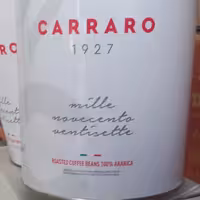 CARRARO
1927
mille
novecento
ventisette
ROASTED COFFEE BEANS 100% ARABICA